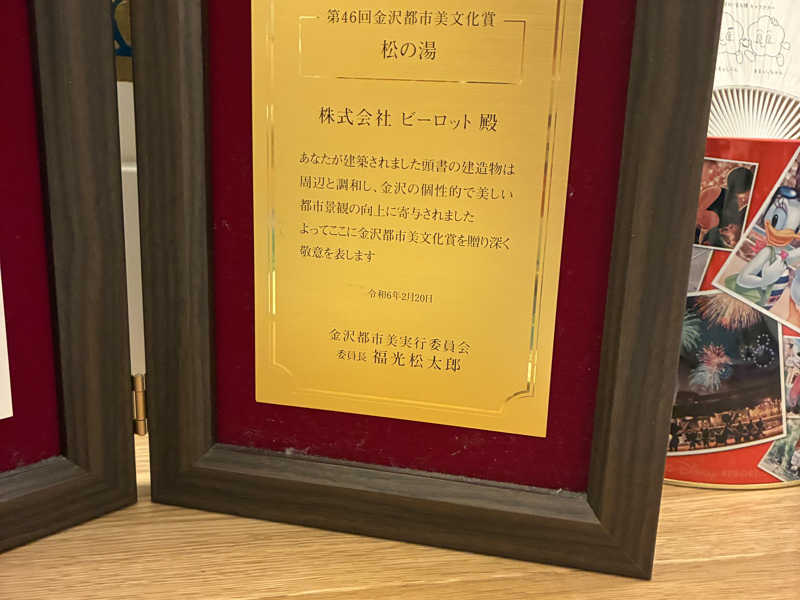 第46回金沢都市美文化賞
松の湯
株式会社 ビーロット 殿
あなたが建築されました頭書の建造物は
周辺と調和し、金沢の個性的で美しい
都市景観の向上に寄与されました
よってここに金沢都市美文化賞を贈り深く
敬意を表します
令和6年2月20日
金沢都市美実行委員会
委員長 福光松太郎